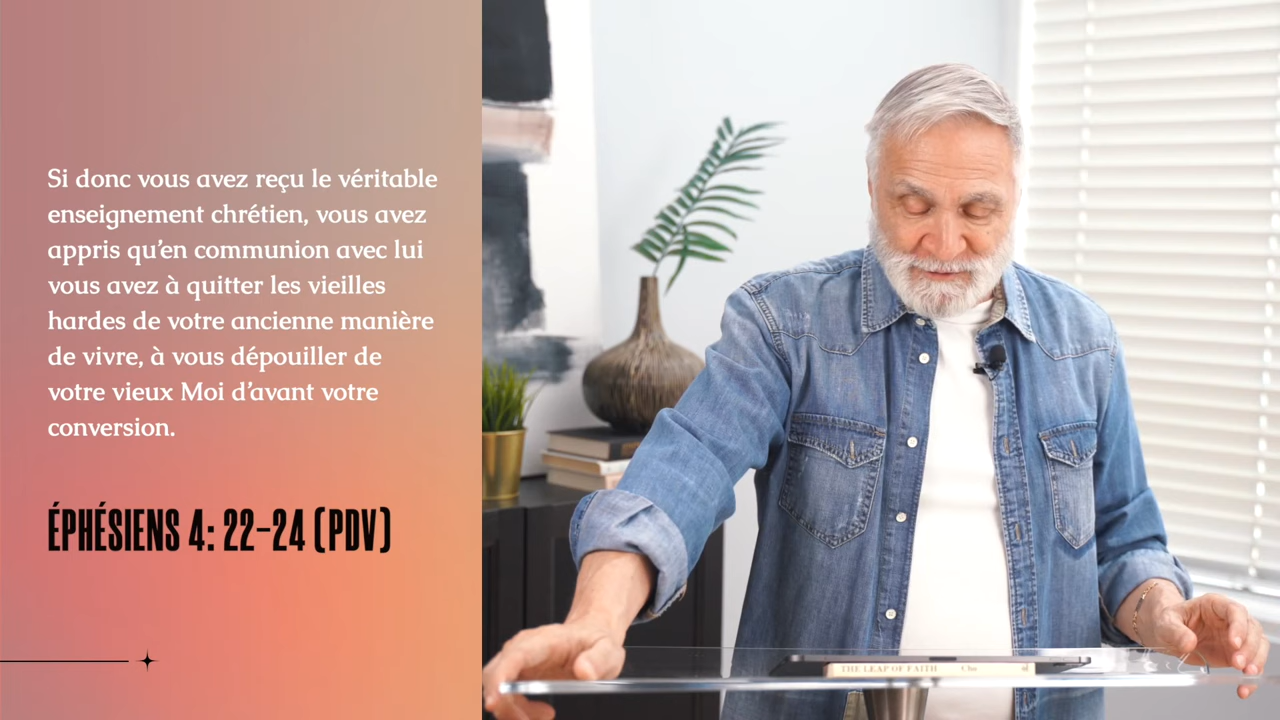 Si donc vous avez reçu le véritable
enseignement chrétien, vous avez
appris qu’en communion avec lui
vous avez à quitter les vieilles
hardes de votre ancienne manière
de vivre, à vous dépouiller de
votre vieux Moi d’avant votre
conversion.
ÉPHÉSIENS 4: 22-24 (PDV)
THE LEAP OF FAITH